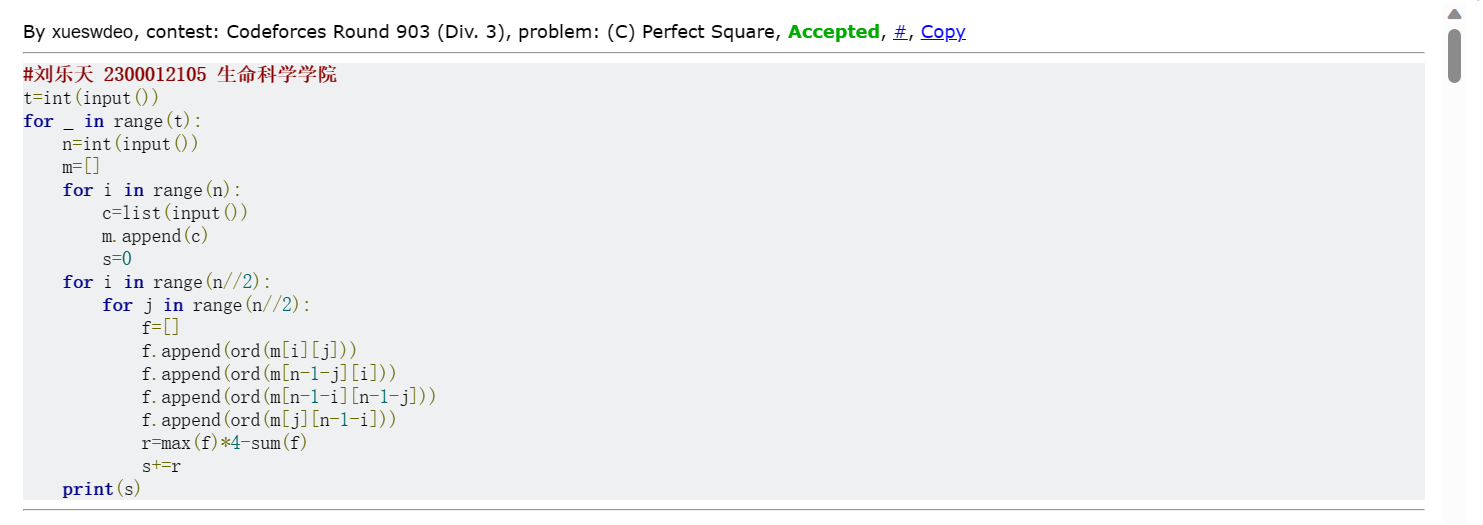 By xueswdeo, contest: Codeforces Round 903 (Div. 3), problem: (C) Perfect Square, Accepted, #, Copy
#刘乐天 2300012105 生命科学学院
t=int(input())
for _ in range(t):
    n=int(input())
    m=[]
    for i in range(n):
        c=list(input())
        m.append(c)
        s=0
    for i in range(n//2):
        for j in range(n//2):
            f=[]
            f.append(ord(m[i][j]))
            f.append(ord(m[n-1-j][i]))
            f.append(ord(m[n-1-i][n-1-j]))
            f.append(ord(m[j][n-1-i]))
            r=max(f)*4-sum(f)
            s+=r
    print(s)